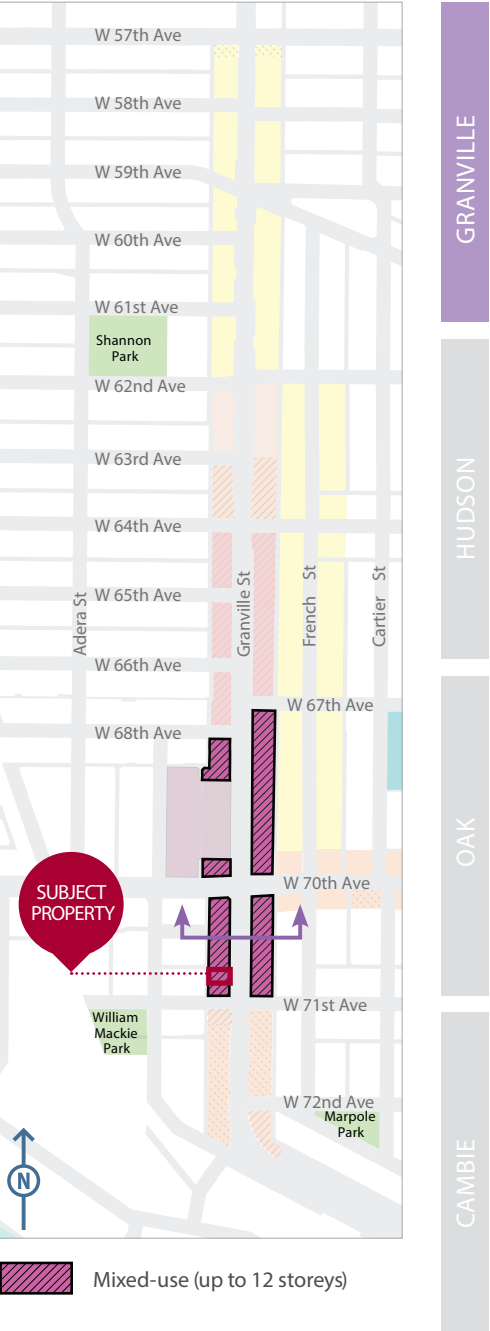 W 57th Ave
W 58th Ave
W 59th Ave
W 60th Ave
W 61st Ave
Shannon
Park
W 62nd Ave
W 63rd Ave
W 64th Ave
W 65th Ave
Adera St
Granville St
French St
Cartier St
W 66th Ave
W 67th Ave
W 68th Ave
W 70th Ave
SUBJECT
PROPERTY
W 71st Ave
William
Mackie
Park
W 72nd Ave
Marpole
Park
N
Mixed-use (up to 12 storeys)
GRANVILLE
HUDSON
OAK
CAMBIE